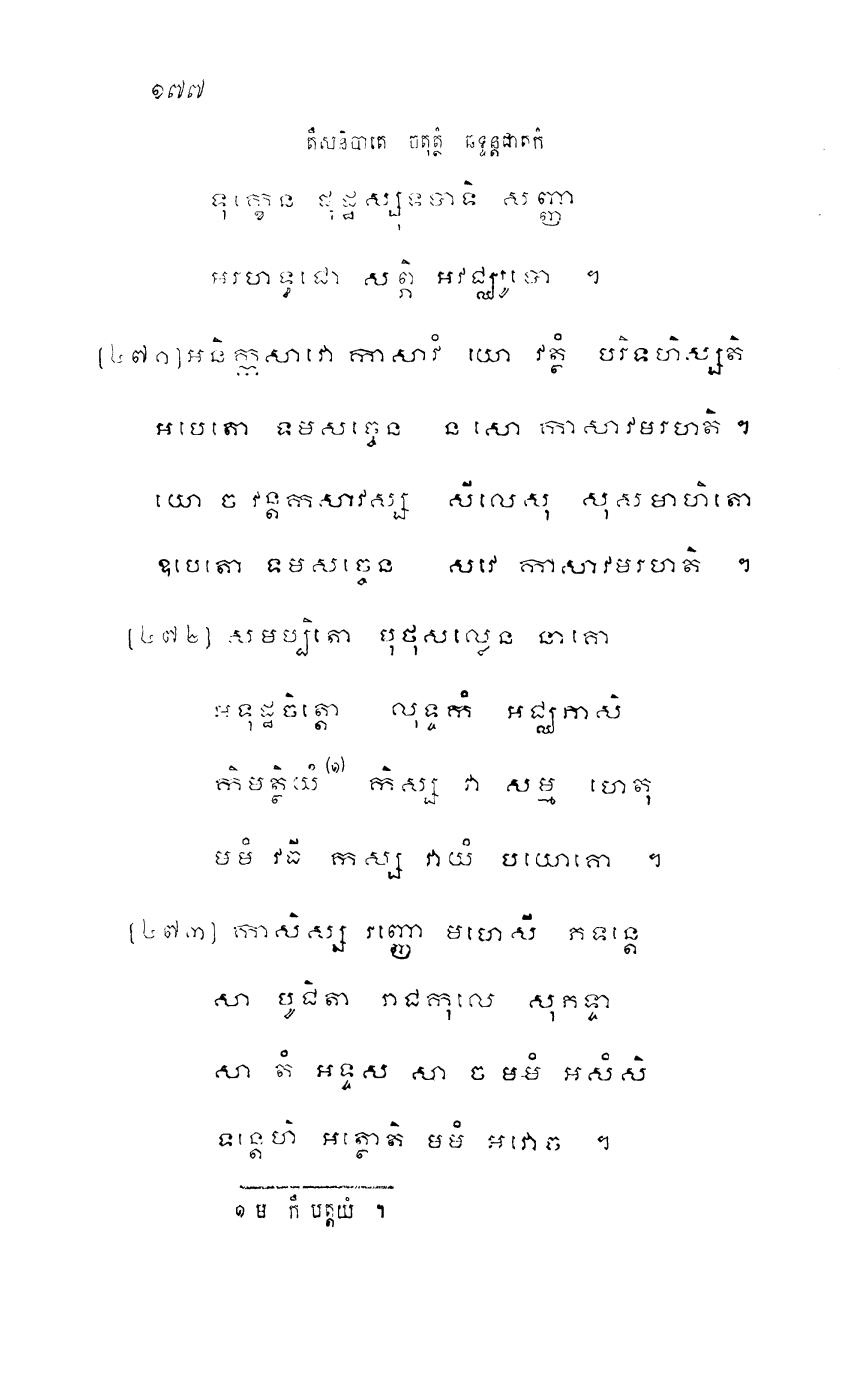 ១៧៧
តឹសនិបាតេ ចតុត្ថំ ឆទ្ទន្តជាតកំ
ទុក្ខេន ផុដ្ឋស្សុទបាទិ សញ្ញា
អរហទ្ធជោ សព្ភិ អវជ្ឈរូបោ ។
(៤៧១)អនិក្កសាវោ កាសាវំ យោ វត្ថំ បរិទហិស្សតិ
អបេតោ ទមសច្ចេន ន សោ កាសាវមរហតិ ។
យោ ច វន្តកសាវស្ស សីលេសុ សុសមាហិតោ
ឧបេតោ ទមសច្ចេន សវេ កាសាវមរហតិ ។
(៤៧២) សមប្បិតោ បុថុសល្លេន នាគោ
អទុដ្ឋចិត្តោ លុទ្ទកំ អជ្ឈភាសិ
កិមត្ថិយំ(១) កិស្ស វា សម្ម ហេតុ
មមំ វធី កស្ស វាយំ បយោគោ ។
(៤៧៣) កាសិស្ស រញ្ញោ មហេសី ភទន្តេ
សា បូជិតា រាជកុលេ សុភទ្ទា
សា តំ អទ្ទស សា ច មមំ អសំសិ
ទន្តេហិ អត្ថោតិ មមំ អវោច ។
១ ម កឹ បត្តយំ ។